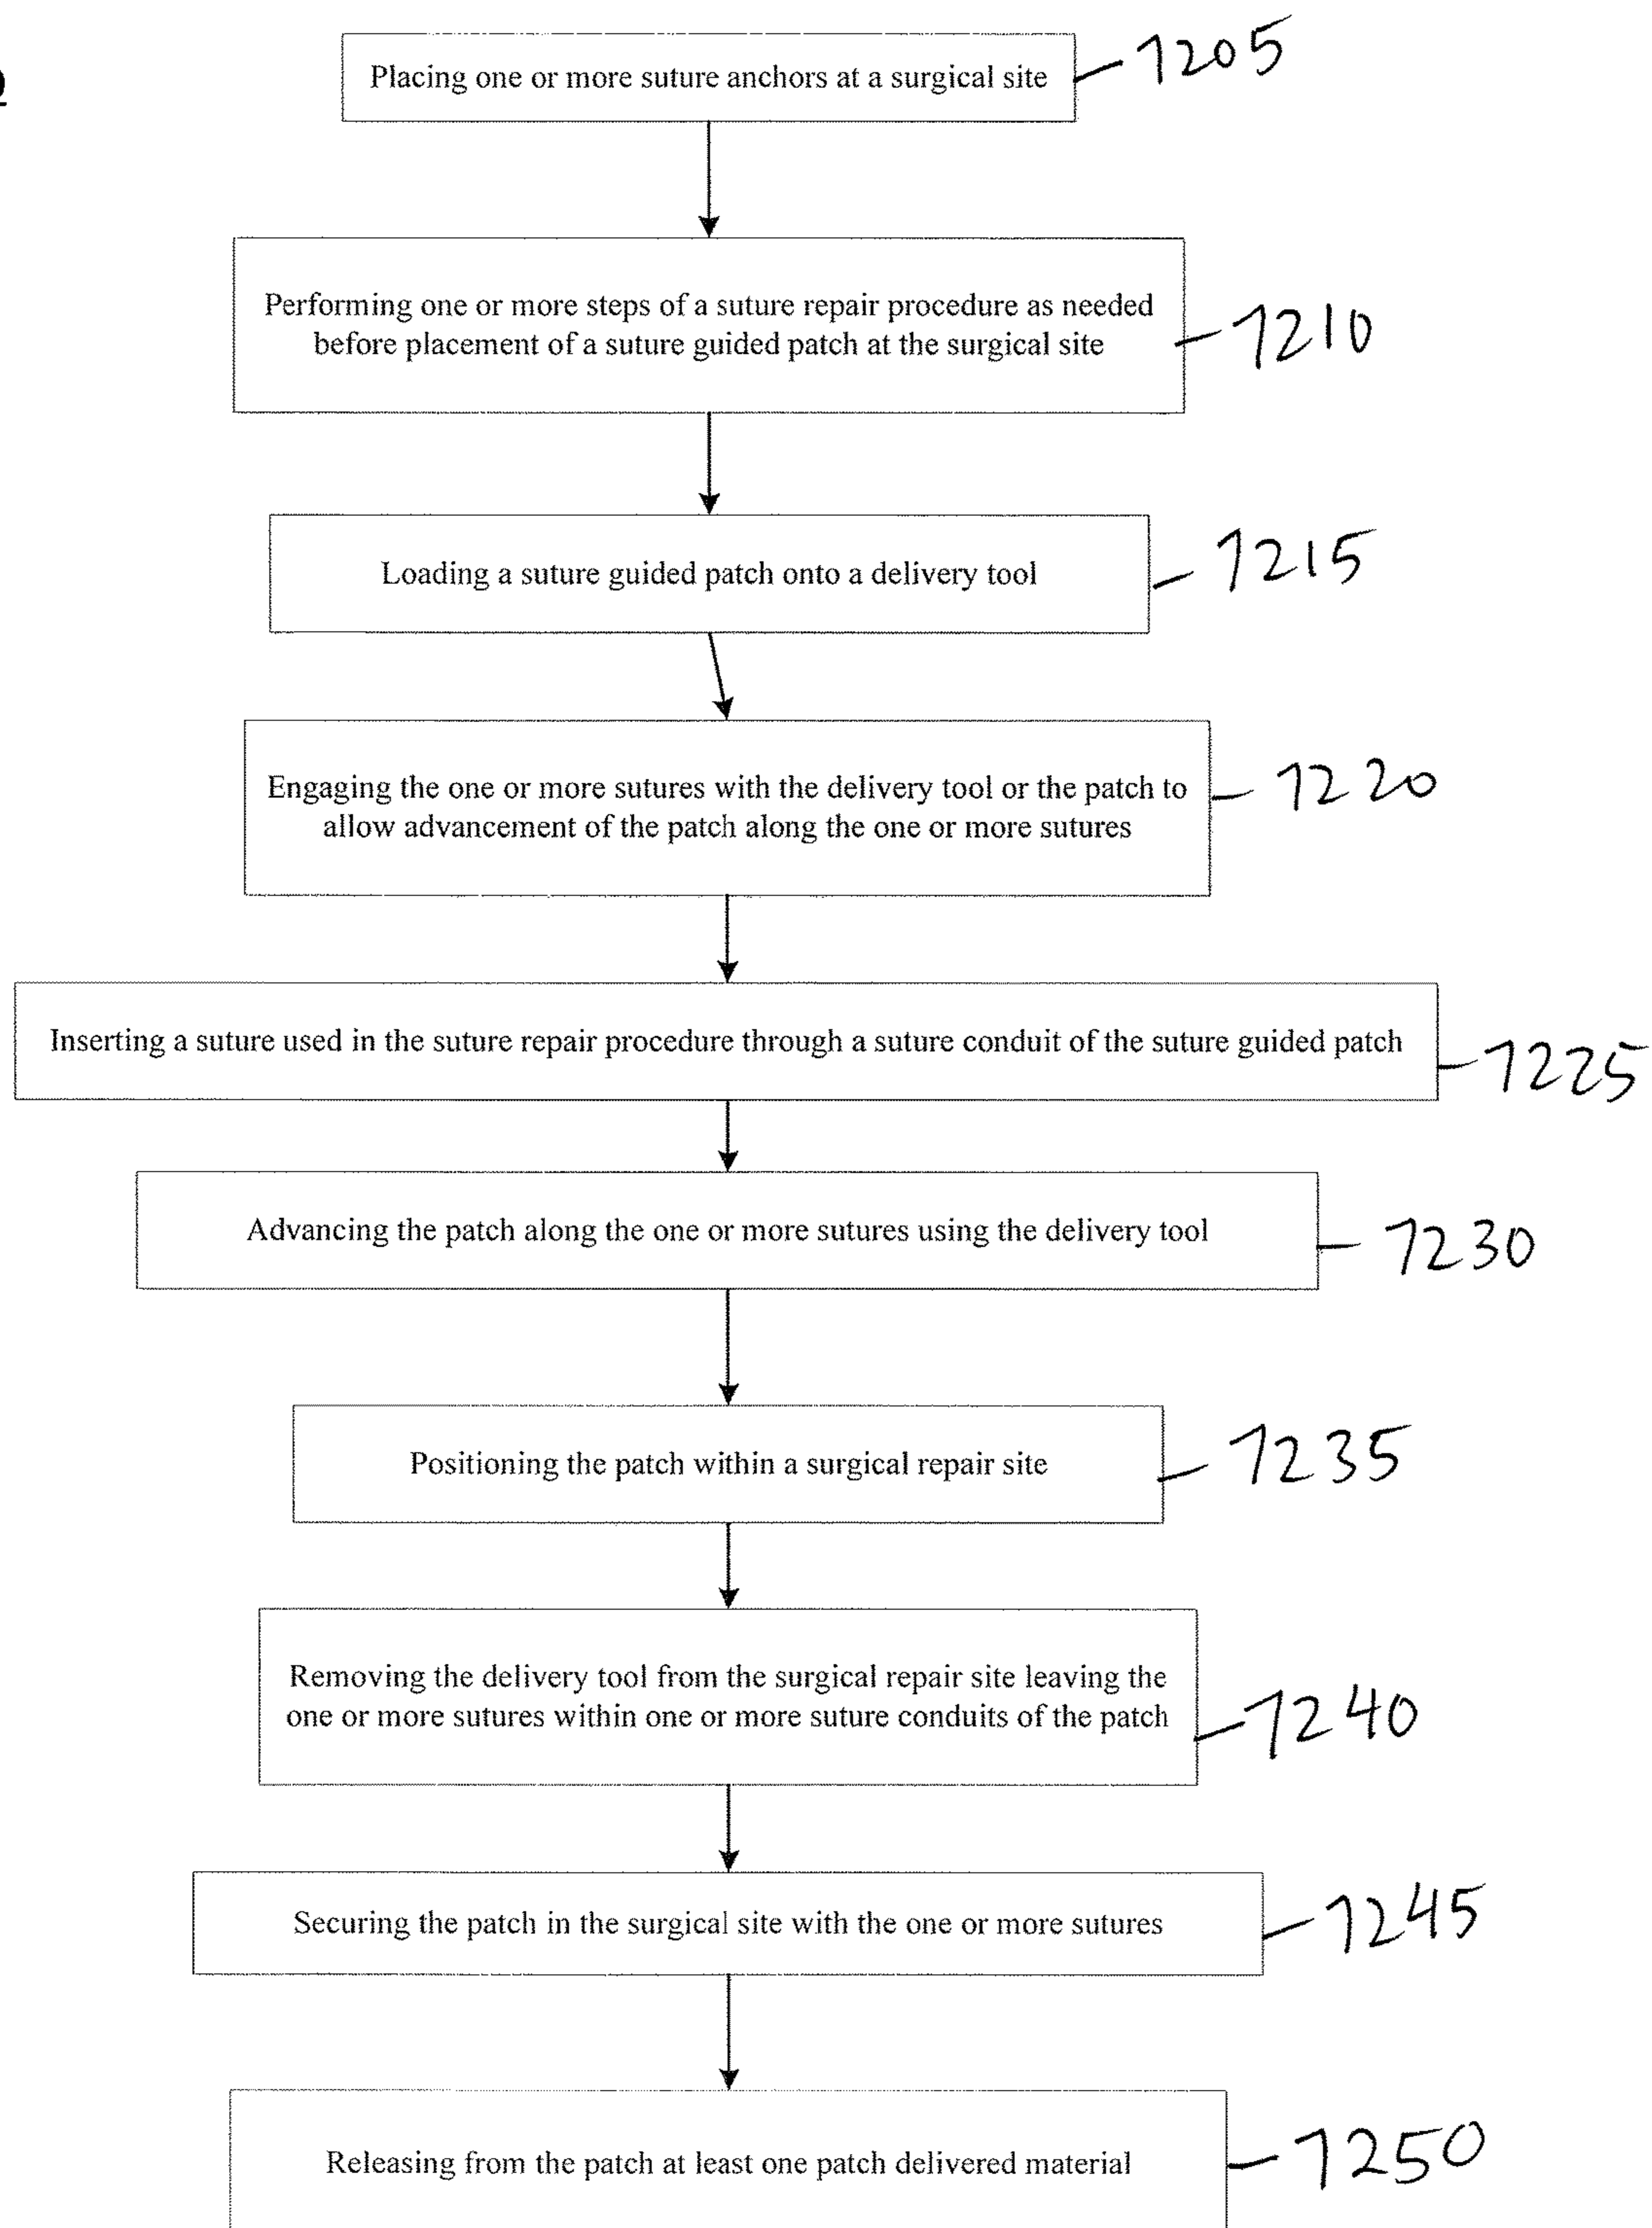 Placing one or more suture anchors at a surgical site
1205
Performing one or more steps of a suture repair procedure as needed
before placement of a suture guided patch at the surgical site
1210
Loading a suture guided patch onto a delivery tool
1215
Engaging the one or more sutures with the delivery tool or the patch to
allow advancement of the patch along the one or more sutures
1220
Inserting a suture used in the suture repair procedure through a suture conduit of the suture guided patch
1225
Advancing the patch along the one or more sutures using the delivery tool
1230
Positioning the patch within a surgical repair site
1235
Removing the delivery tool from the surgical repair site leaving the
one or more sutures within one or more suture conduits of the patch
1240
Securing the patch in the surgical site with the one or more sutures
1245
Releasing from the patch at least one patch delivered material
1250